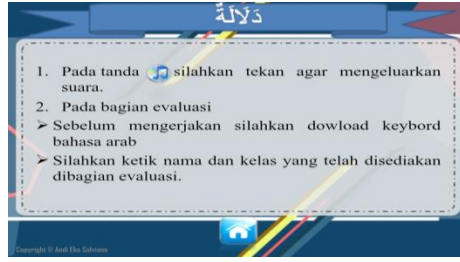 دَلَالَةٌ
1. Pada tanda silahkan tekan agar mengeluarkan
suara.
2. Pada bagian evaluasi
➤ Sebelum mengerjakan silahkan dowload keybord
bahasa arab
➤ Silahkan ketik nama dan kelas yang telah disediakan
dibagian evaluasi.
Copyright @ Andi Eka Safriana